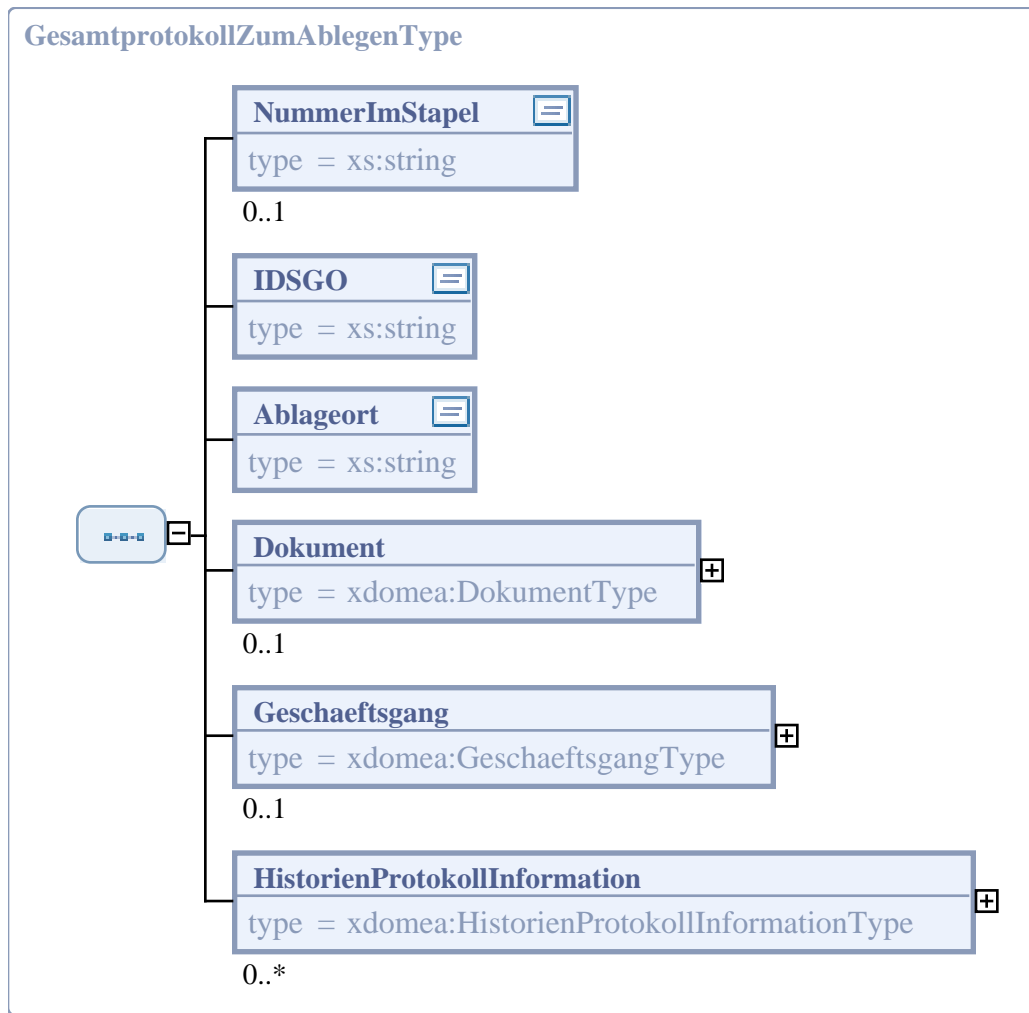 GesamtprotokollZumAblegenType
NummerImStapel
type = xs:string
0..1
IDSGO
type = xs:string
Ablageort
type = xs:string
Dokument
type = xdomea:DokumentType
0..1
Geschaeftsgang
type = xdomea:GeschaeftsgangType
0..1
HistorienProtokollInformation
type = xdomea:HistorienProtokollInformationType
0..*